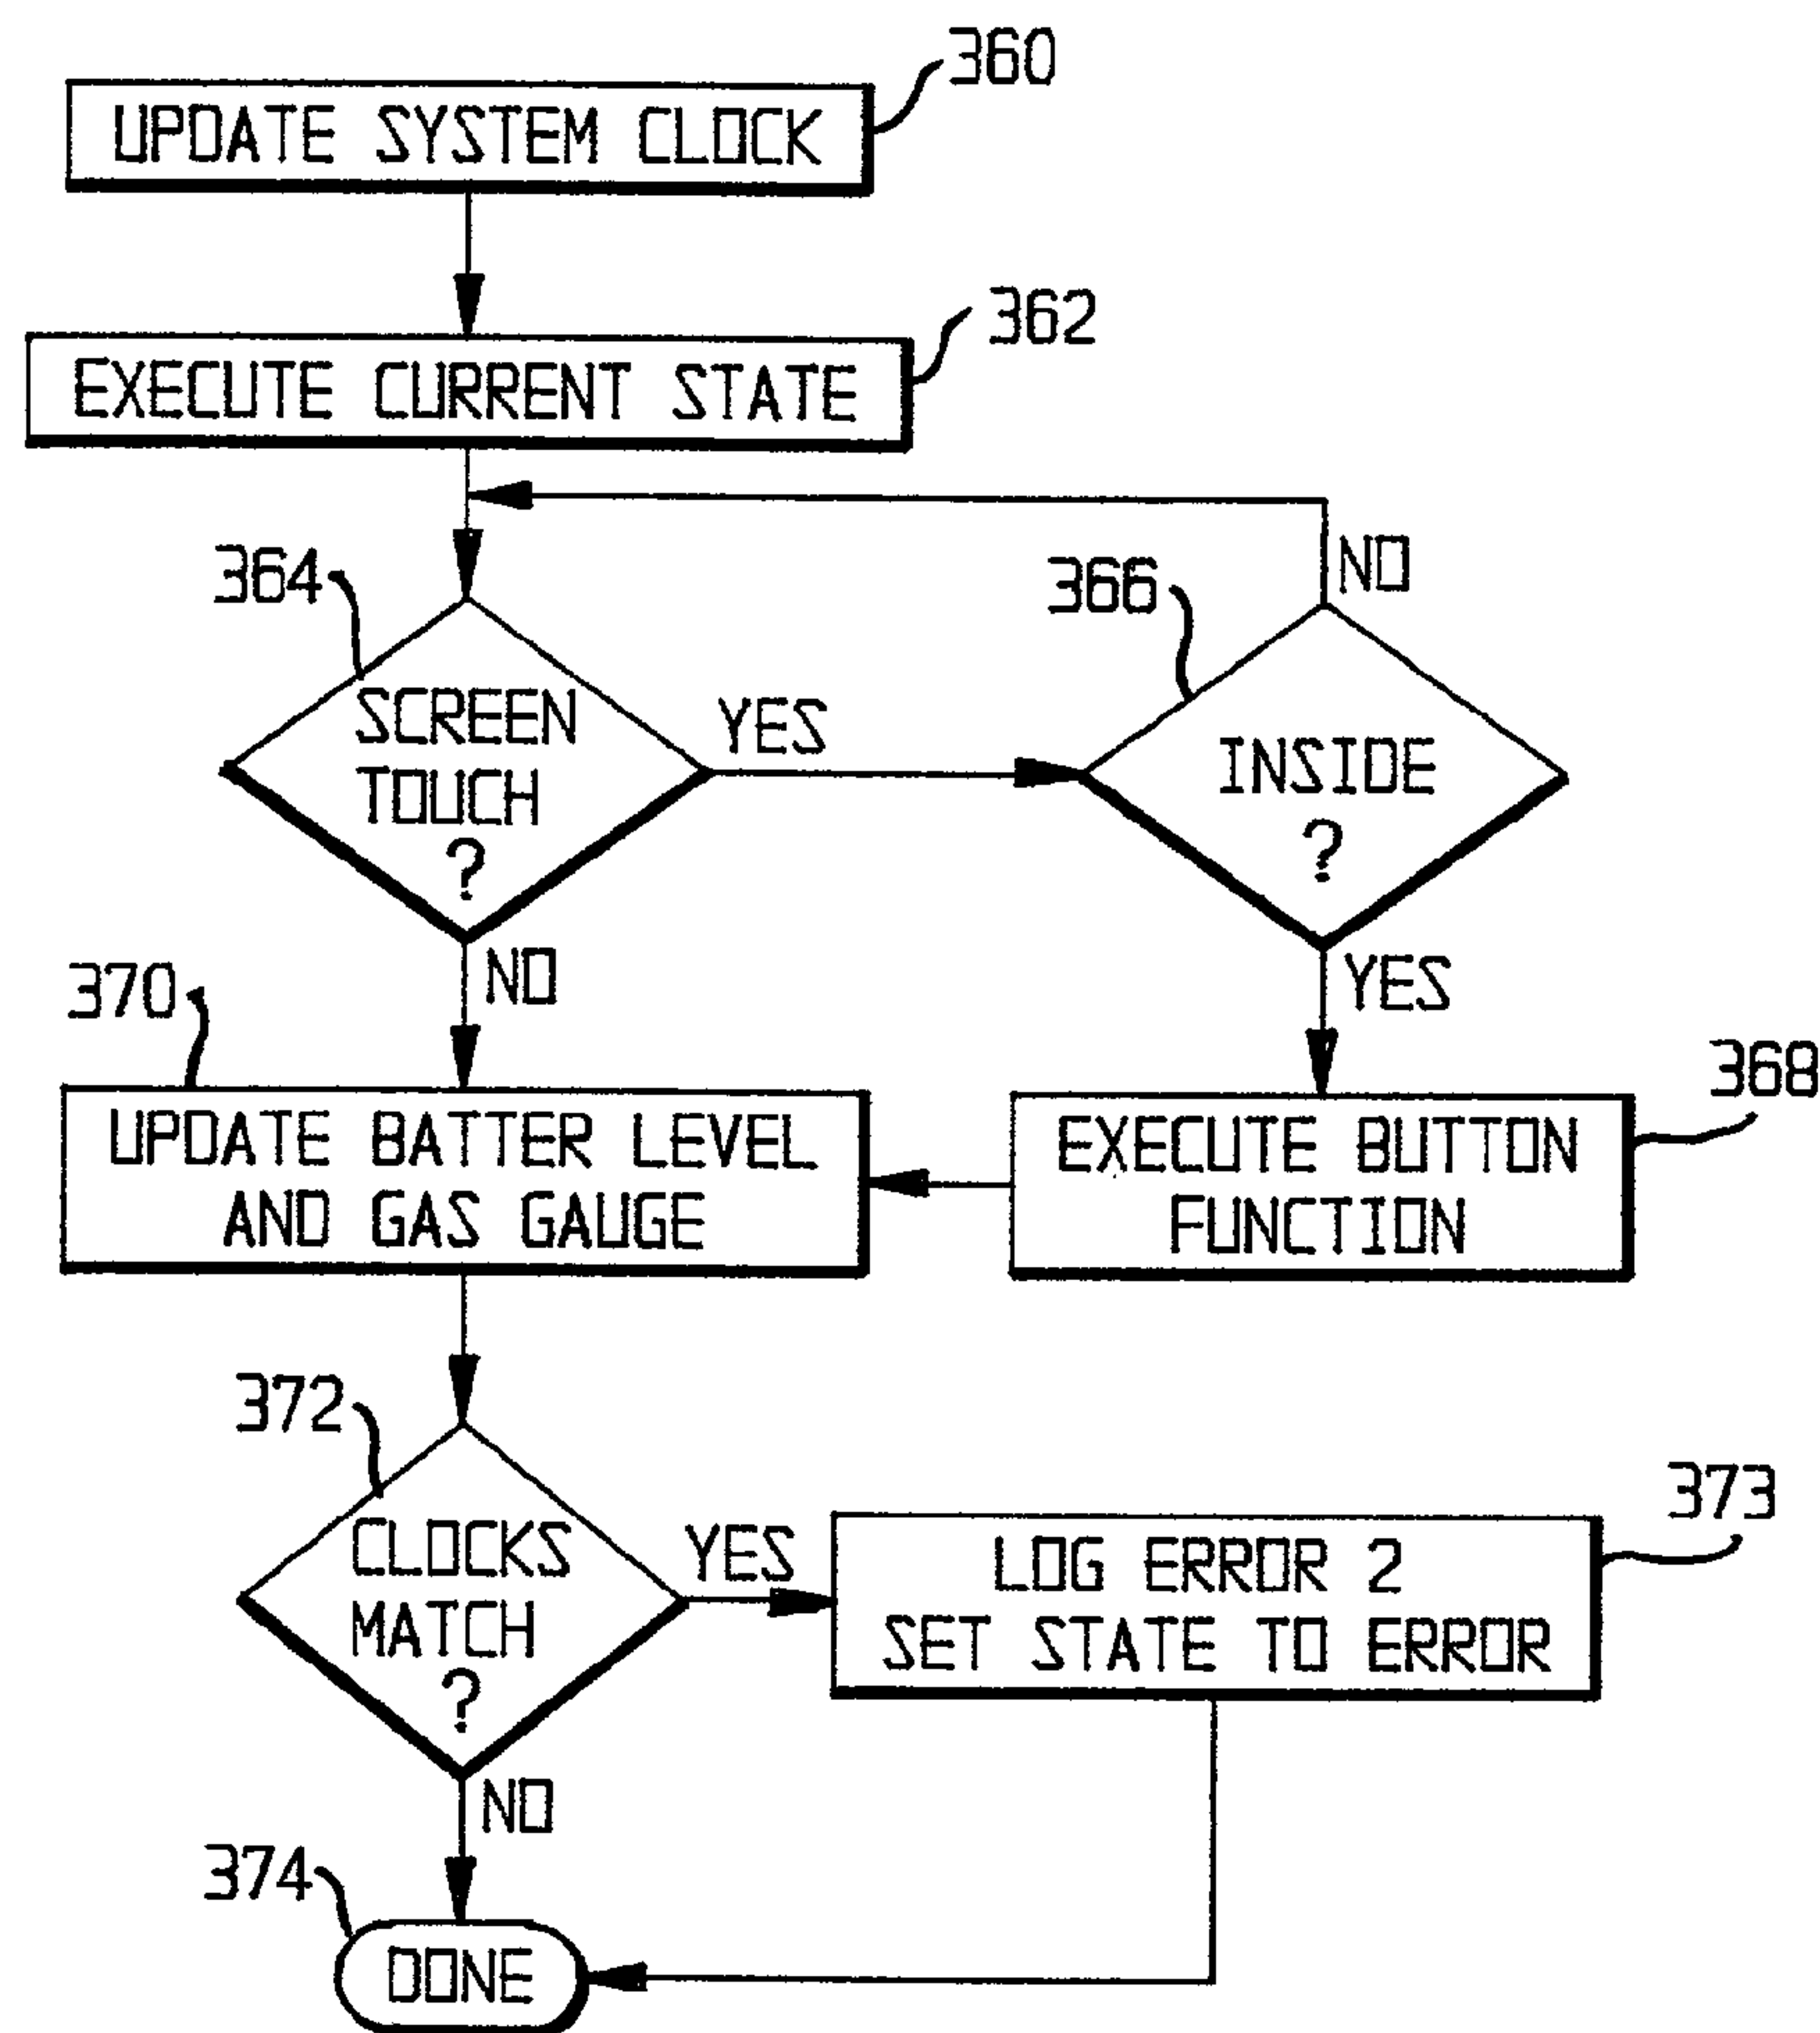 360
UPDATE SYSTEM CLOCK
362
EXECUTE CURRENT STATE
364
SCREEN
TOUCH
?
YES
NO
366
INSIDE
?
NO
YES
368
EXECUTE BUTTON
FUNCTION
370
UPDATE BATTER LEVEL
AND GAS GAUGE
372
CLOCKS
MATCH
?
YES
NO
373
LOG ERROR 2
SET STATE TO ERROR
374
DONE